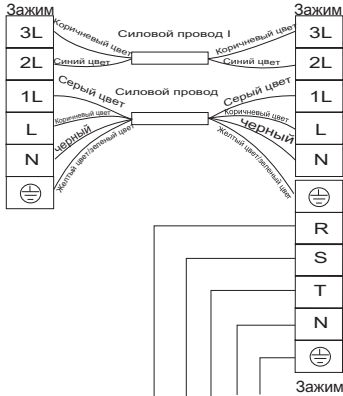 Зажим
Зажим
3L
Коричневый цвет
Силовой провод I
Коричневый цвет
3L
2L
Синий цвет
Синий цвет
2L
1L
Серый цвет
Силовой провод
Серый цвет
1L
L
Коричневый цвет
Коричневый цвет
L
N
черный
черный
N
Желтый цвет/зеленый цвет
Желтый цвет/зеленый цвет
R
S
T
N
Зажим